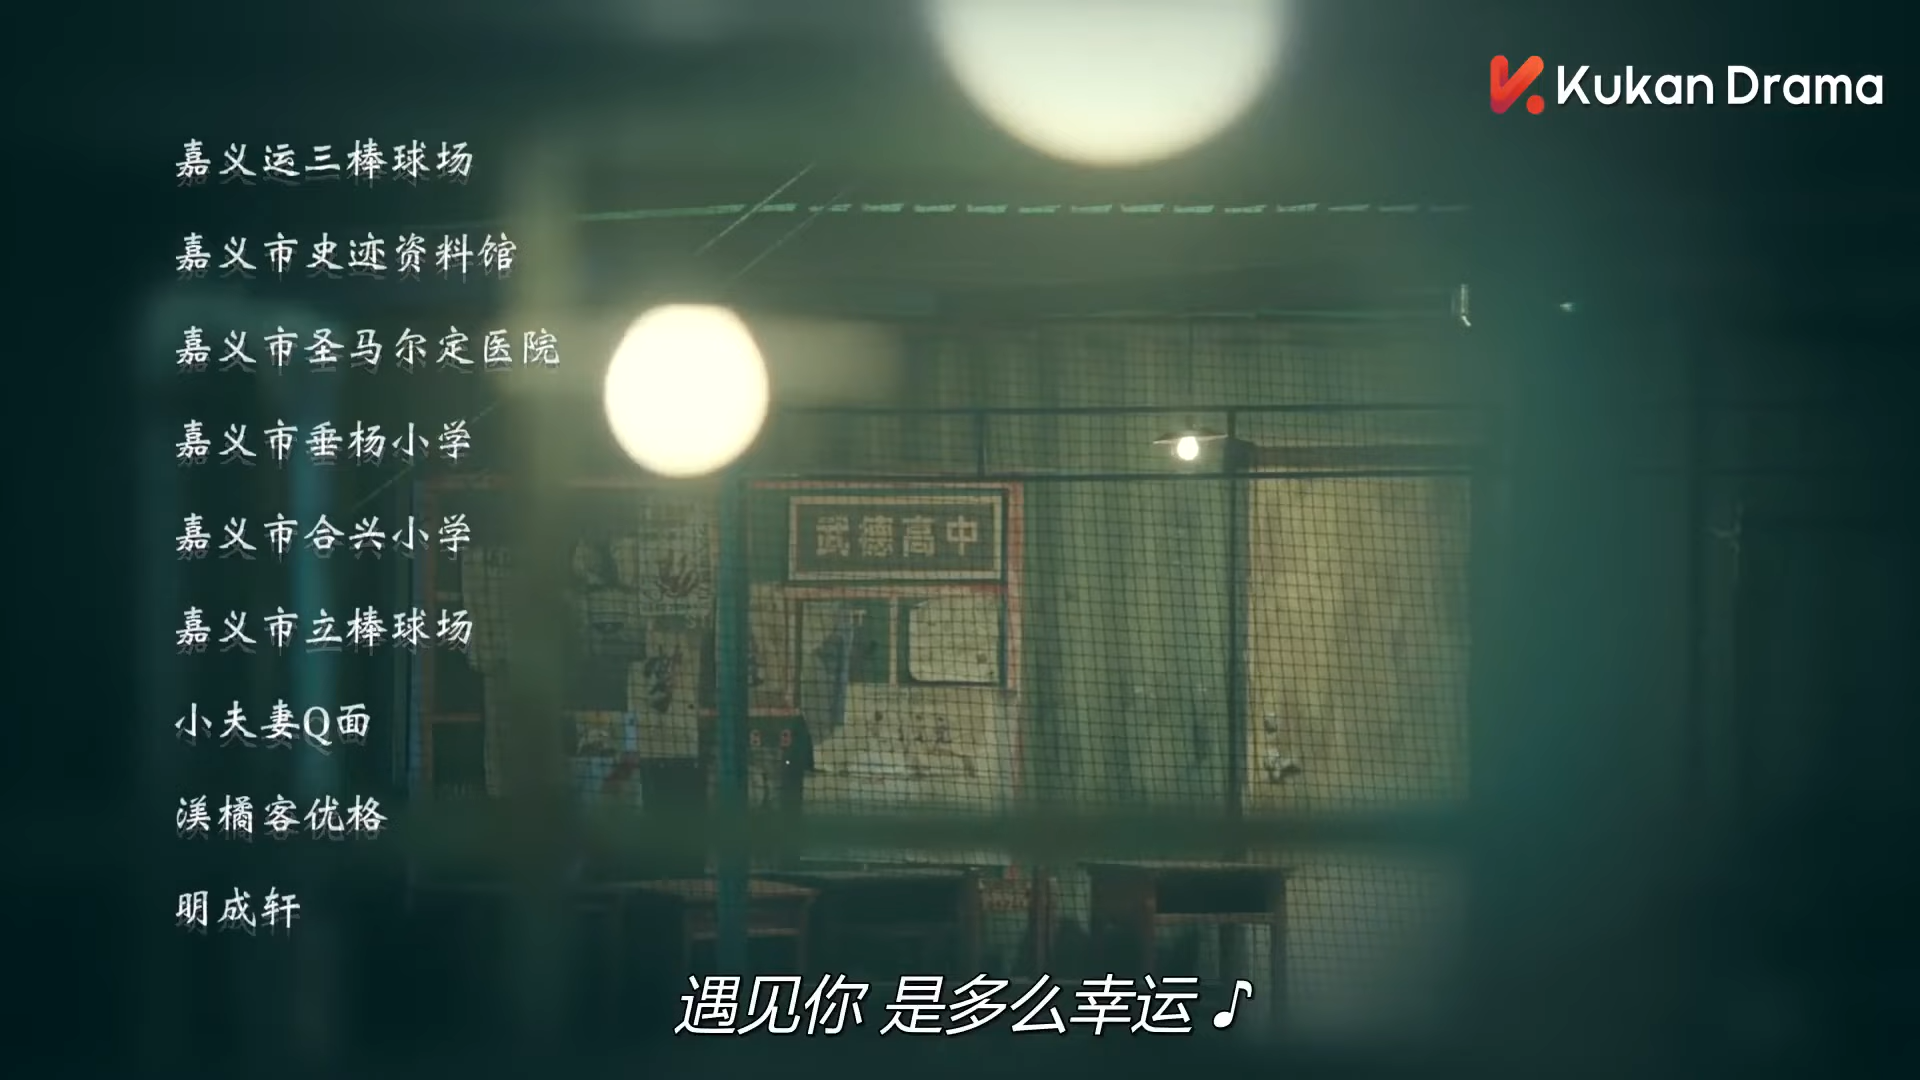 Kukan Drama
嘉义运三棒球场
嘉义市史迹资料馆
嘉义市圣马尔定医院
嘉义市垂杨小学
嘉义市合兴小学
嘉义市立棒球场
小夫妻Q面
渼橘客优格
明成轩
武德高中
遇见你 是多么幸运♪